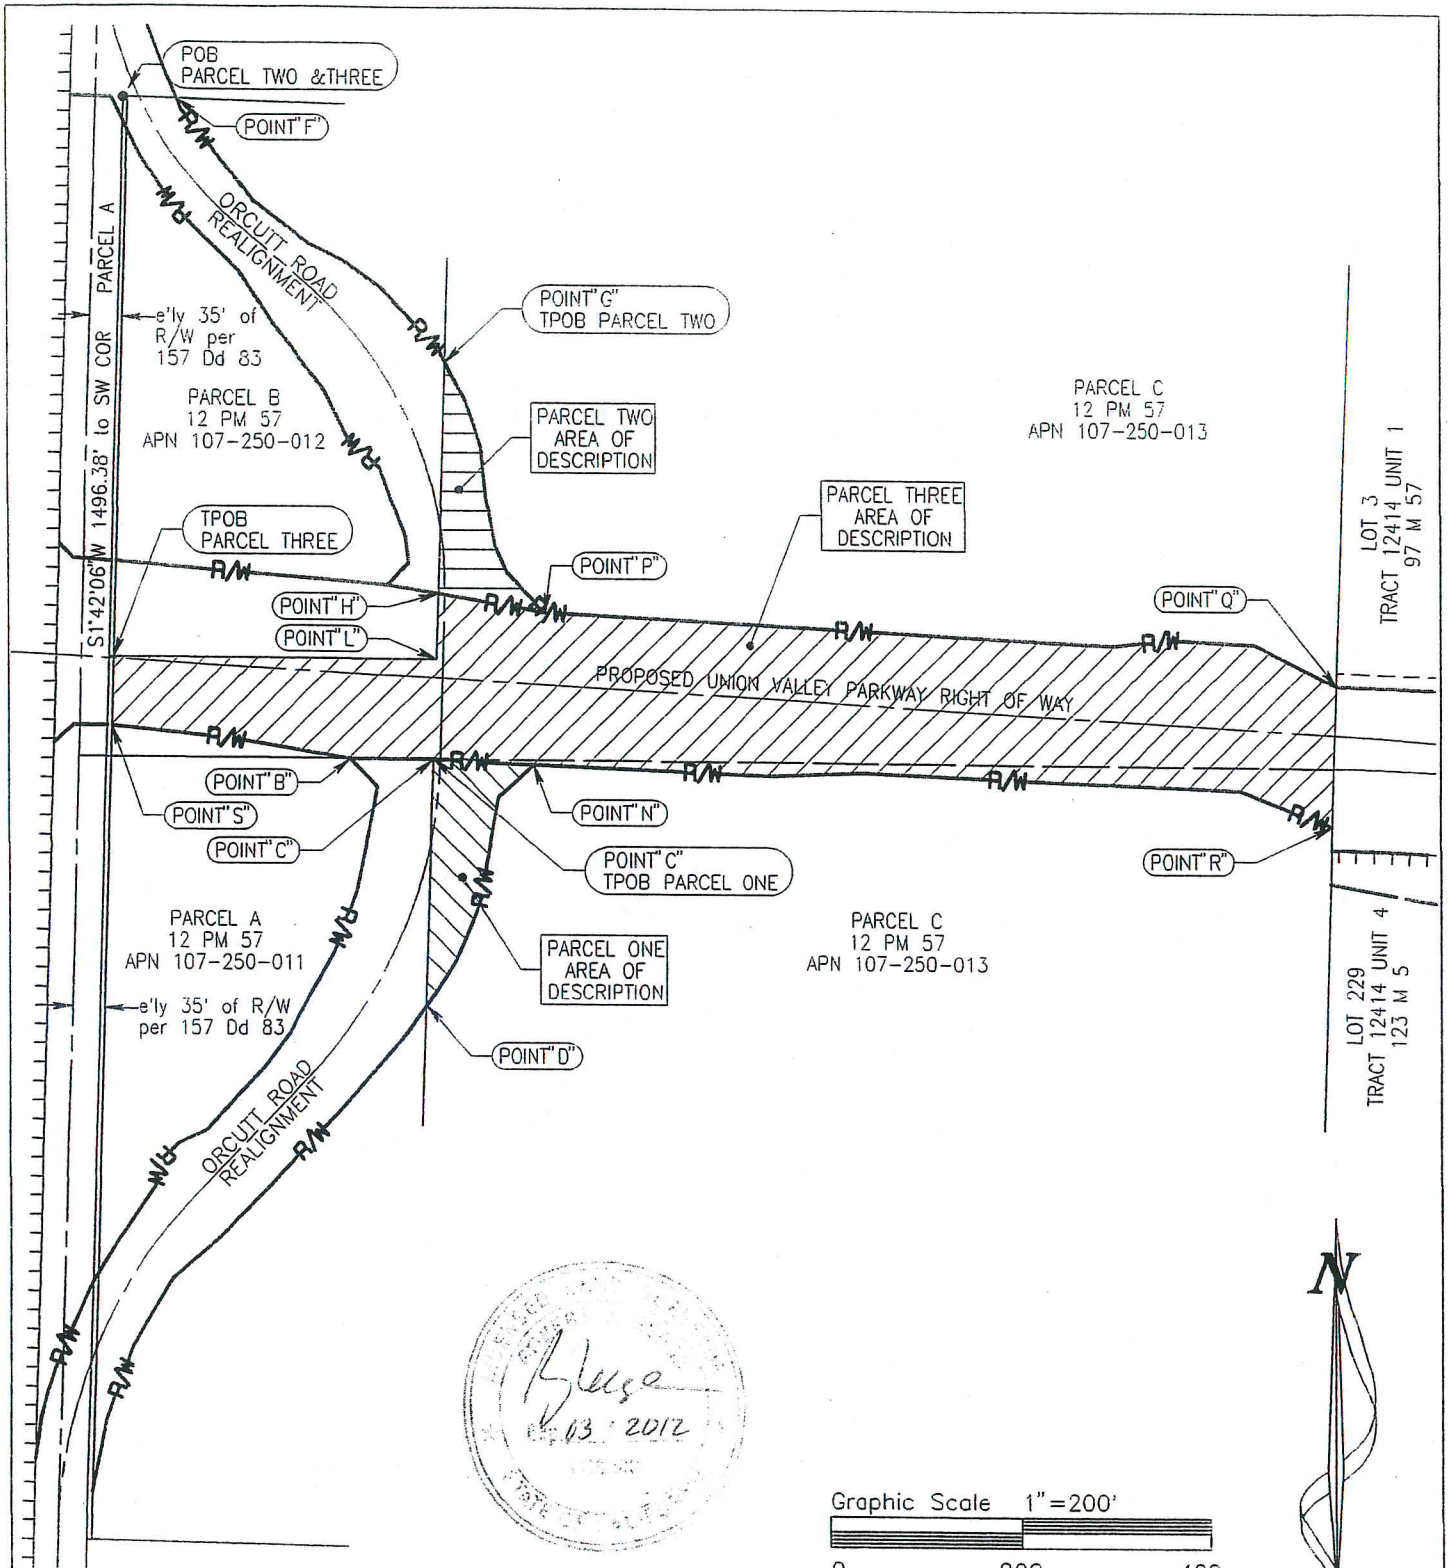 POB
PARCEL TWO &THREE
POINT"F"
ORCUTT ROAD
REALIGNMENT
R/W
R/W
S1°42'06"W 1496.38' to SW COR PARCEL A
e'ly 35' of
R/W per
157 Dd 83
R/W
POINT"G"
TPOB PARCEL TWO
PARCEL B
12 PM 57
APN 107-250-012
R/W
PARCEL TWO
AREA OF
DESCRIPTION
PARCEL C
12 PM 57
APN 107-250-013
LOT 3
TRACT 12414 UNIT 1
97 M 57
PARCEL THREE
AREA OF
DESCRIPTION
TPOB
PARCEL THREE
R/W
POINT"P"
POINT"H"
R/W
R/W
R/W
R/W
POINT"Q"
POINT"L"
PROPOSED UNION VALLEY PARKWAY RIGHT OF WAY
R/W
R/W
R/W
R/W
R/W
POINT"B"
POINT"S"
POINT"N"
POINT"C"
POINT"C"
TPOB PARCEL ONE
POINT"R"
R/W
R/W
PARCEL A
12 PM 57
APN 107-250-011
PARCEL C
12 PM 57
APN 107-250-013
PARCEL ONE
AREA OF
DESCRIPTION
LOT 229
TRACT 12414 UNIT 4
123 M 5
e'ly 35' of R/W
per 157 Dd 83
POINT"D"
ORCUTT ROAD
REALIGNMENT
R/W
R/W
R/W
R/W
N
03 2012
Graphic Scale 1"=200'